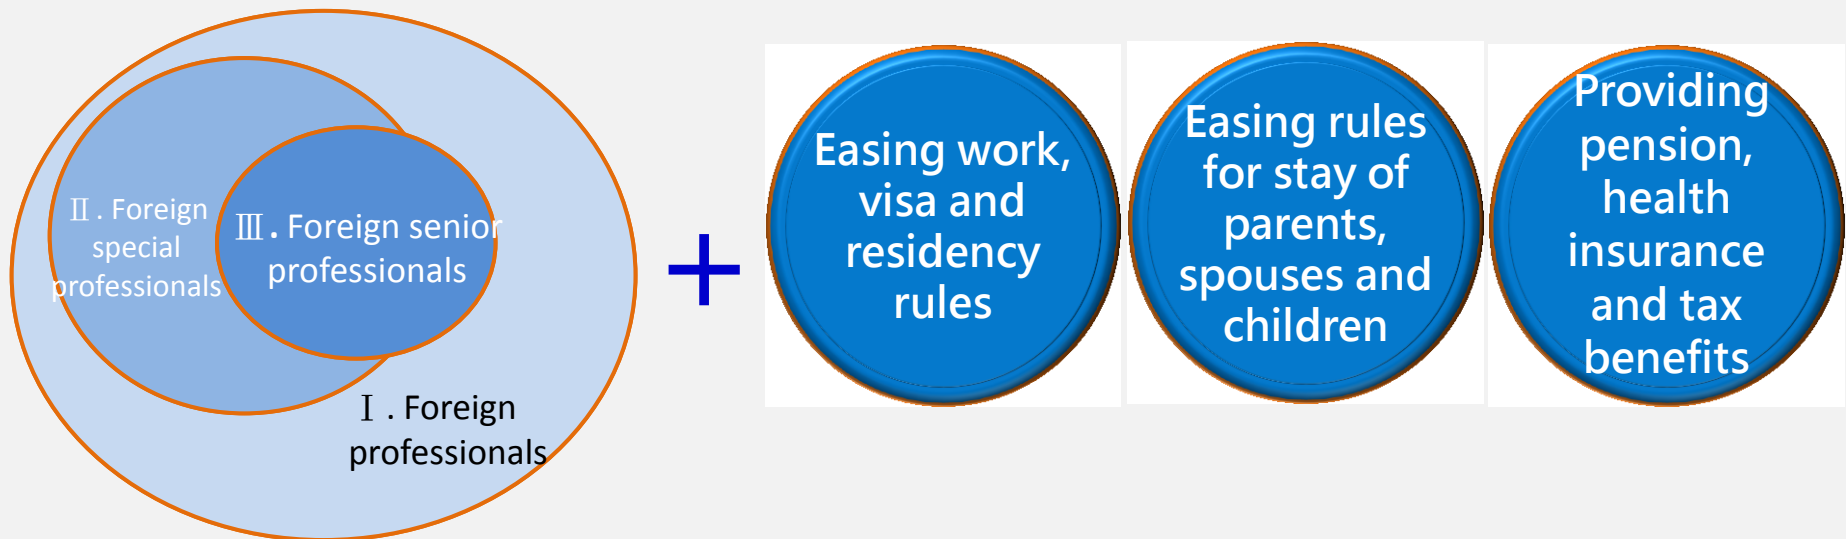 Ⅱ. Foreign
special
professionals
Ⅲ. Foreign senior
professionals
Ⅰ. Foreign
professionals
+
Easing work,
visa and
residency
rules
Easing rules
for stay of
parents,
spouses and
children
Providing
pension,
health
insurance
and tax
benefits